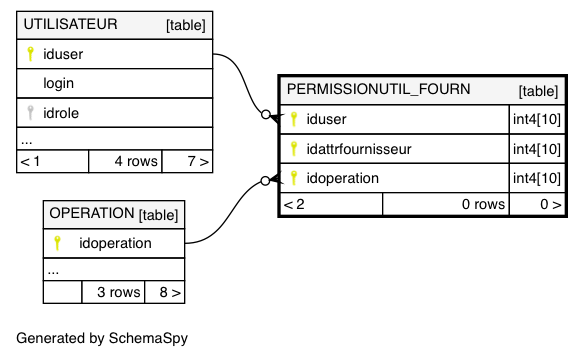 UTILISATEUR [table]
iduser
login
idrole
...
< 1 4 rows 7 >
PERMISSIONUTIL_FOURN [table]
iduser int4[10]
idattrfournisseur int4[10]
idoperation int4[10]
< 2 0 rows 0 >
OPERATION [table]
idoperation
...
3 rows 8 >
Generated by SchemaSpy